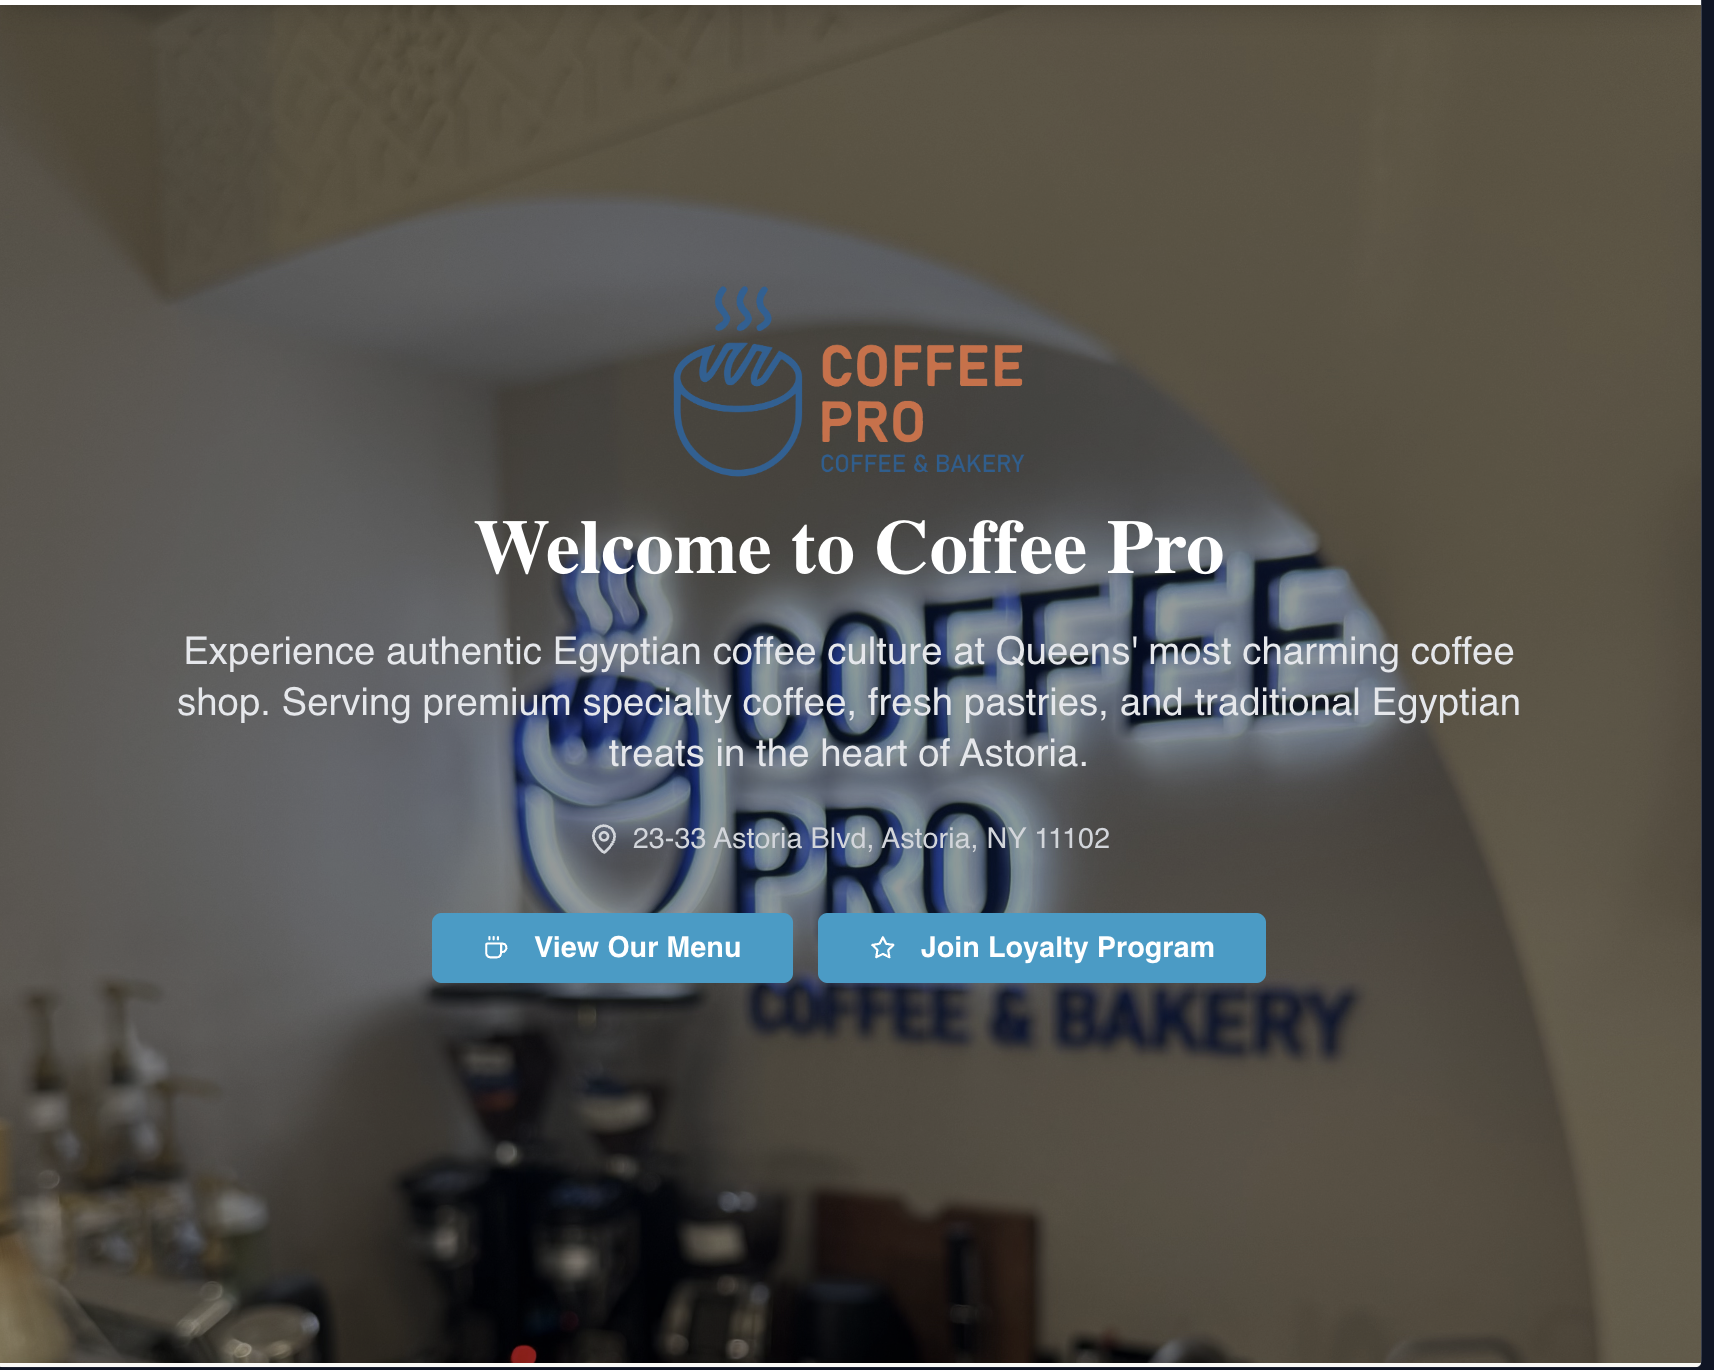 COFFEE
PRO
COFFEE & BAKERY
Welcome to Coffee Pro
Experience authentic Egyptian coffee culture at Queens' most charming coffee
shop. Serving premium specialty coffee, fresh pastries, and traditional Egyptian
treats in the heart of Astoria.
23-33 Astoria Blvd, Astoria, NY 11102
View Our Menu
Join Loyalty Program
COFFEE
PRO
COFFEE & BAKERY